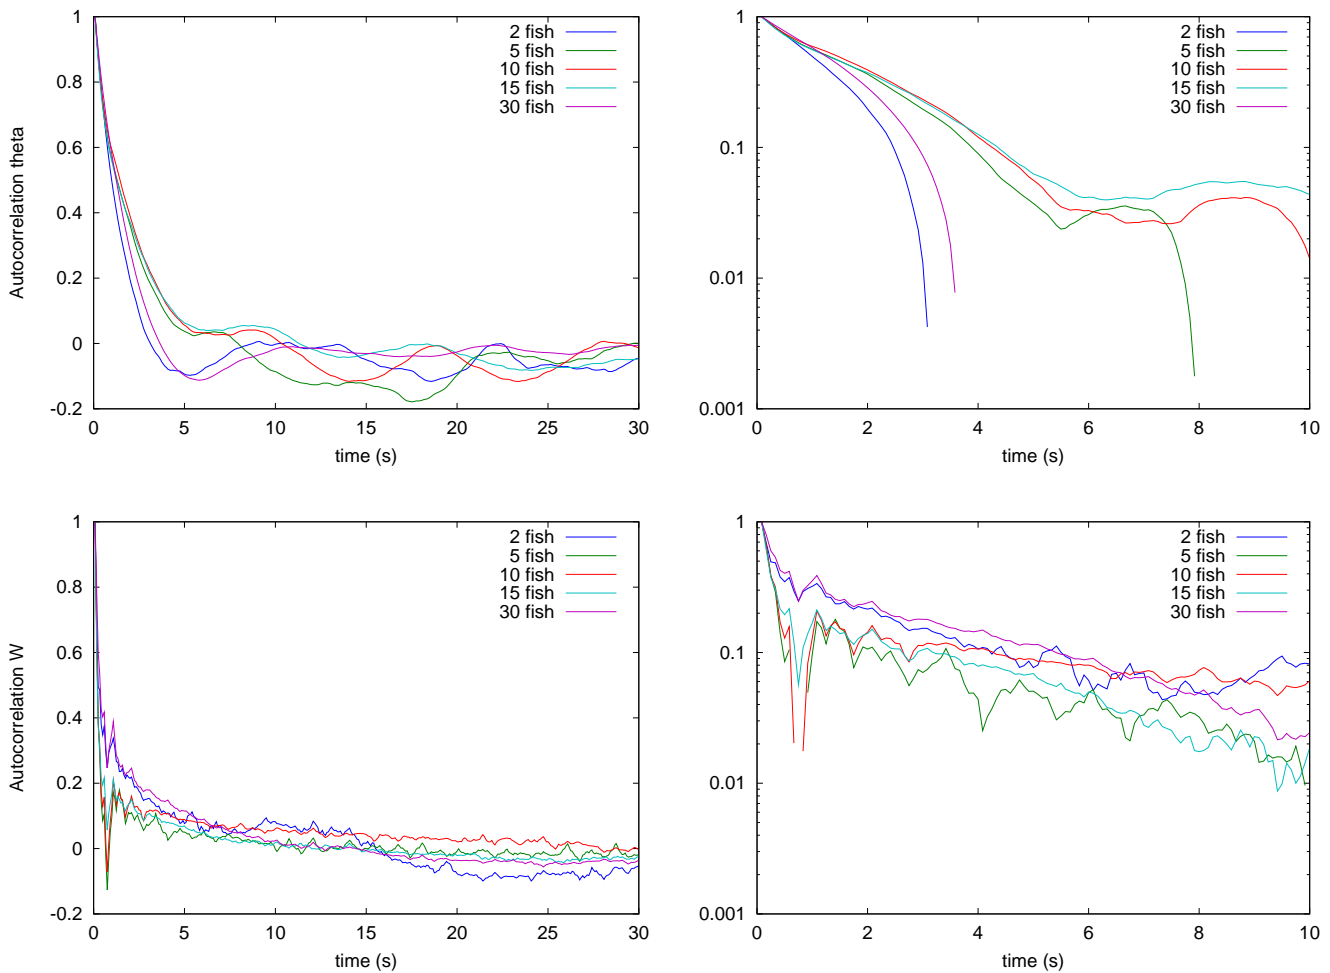 Autocorrelation theta
1
0.8
0.6
0.4
0.2
0
-0.2
0 5 10 15 20 25 30
time (s)
2 fish
5 fish
10 fish
15 fish
30 fish
1
0.1
0.01
0.001
0 2 4 6 8 10
time (s)
2 fish
5 fish
10 fish
15 fish
30 fish
Autocorrelation W
1
0.8
0.6
0.4
0.2
0
-0.2
0 5 10 15 20 25 30
time (s)
2 fish
5 fish
10 fish
15 fish
30 fish
1
0.1
0.01
0.001
0 2 4 6 8 10
time (s)
2 fish
5 fish
10 fish
15 fish
30 fish